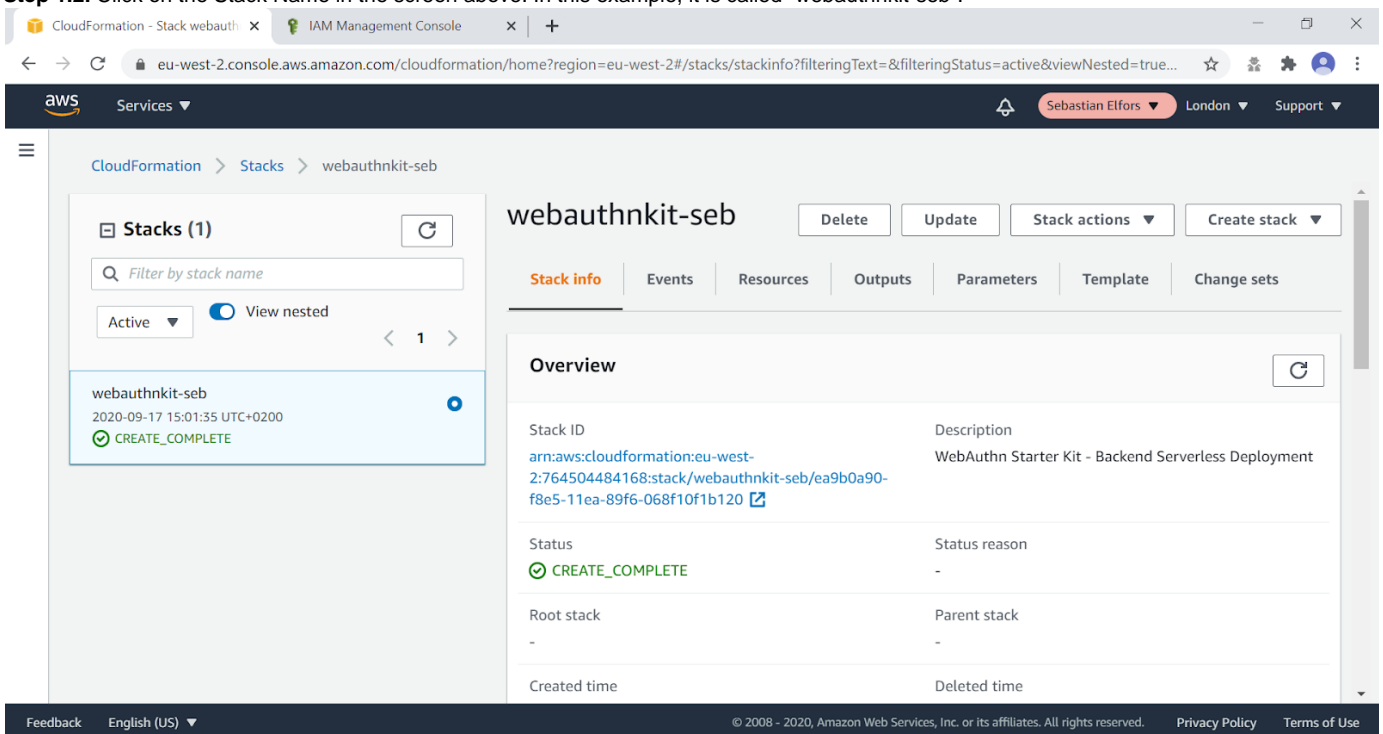 Step 4.2. Click on the Stack Name in the screen above. In this example, it is called "webauthnkit-seb".
CloudFormation - Stack webauth
IAM Management Console
eu-west-2.console.aws.amazon.com/cloudformation/home?region=eu-west-2#/stacks/stackinfo?filteringText=&filteringStatus=active&viewNested=true...
aws
Services
Sebastian Elfors
London
Support
CloudFormation > Stacks > webauthnkit-seb
Stacks (1)
Filter by stack name
Active
View nested
< 1 >
webauthnkit-seb
2020-09-17 15:01:35 UTC+0200
CREATE_COMPLETE
webauthnkit-seb
Delete
Update
Stack actions
Create stack
Stack info
Events
Resources
Outputs
Parameters
Template
Change sets
Overview
Stack ID
arn:aws:cloudformation:eu-west-
2:764504484168:stack/webauthnkit-seb/ea9b0a90-
f8e5-11ea-89f6-068f10f1b120
Description
WebAuthn Starter Kit - Backend Serverless Deployment
Status
CREATE_COMPLETE
Status reason
-
Root stack
-
Parent stack
-
Created time
Deleted time
Feedback
English (US)
© 2008 - 2020, Amazon Web Services, Inc. or its affiliates. All rights reserved.
Privacy Policy
Terms of Use